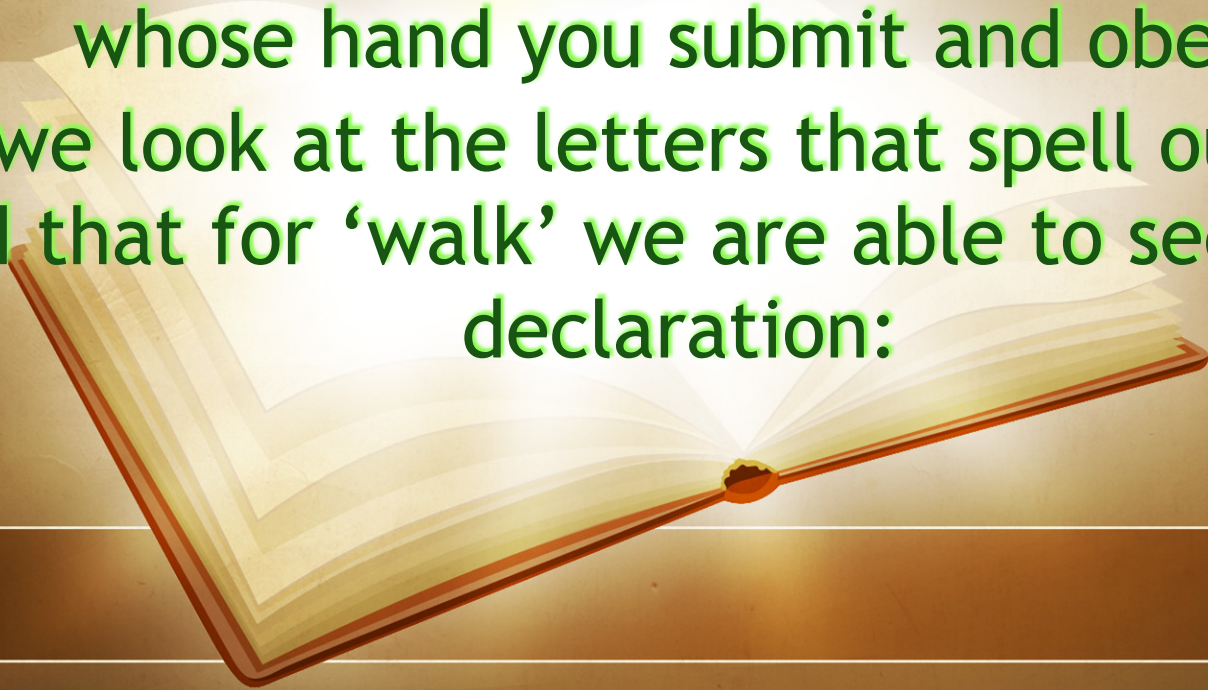 whose hand you submit and
we look at the letters that spell
that for ‘walk’ we are able to
declaration: